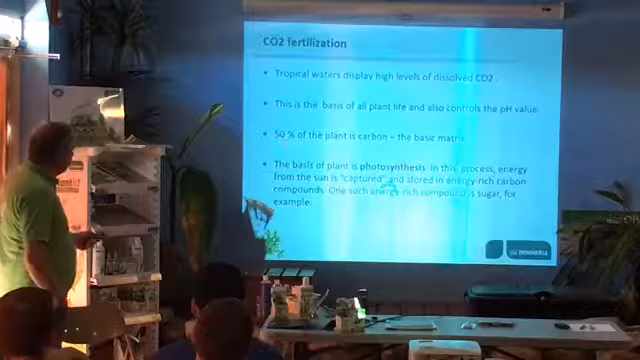 CO2 fertilization
• Tropical waters display high levels of dissolved CO2 .
• This is the basis of all plant life and also controls the pH value.
• 50 % of the plant is carbon – the basic matrix
• The basis of plant is photosynthesis. In this process, energy
from the sun is "captured" and stored in energy-rich carbon
compounds. One such energy-rich compound is sugar, for
example.
DENNERLE